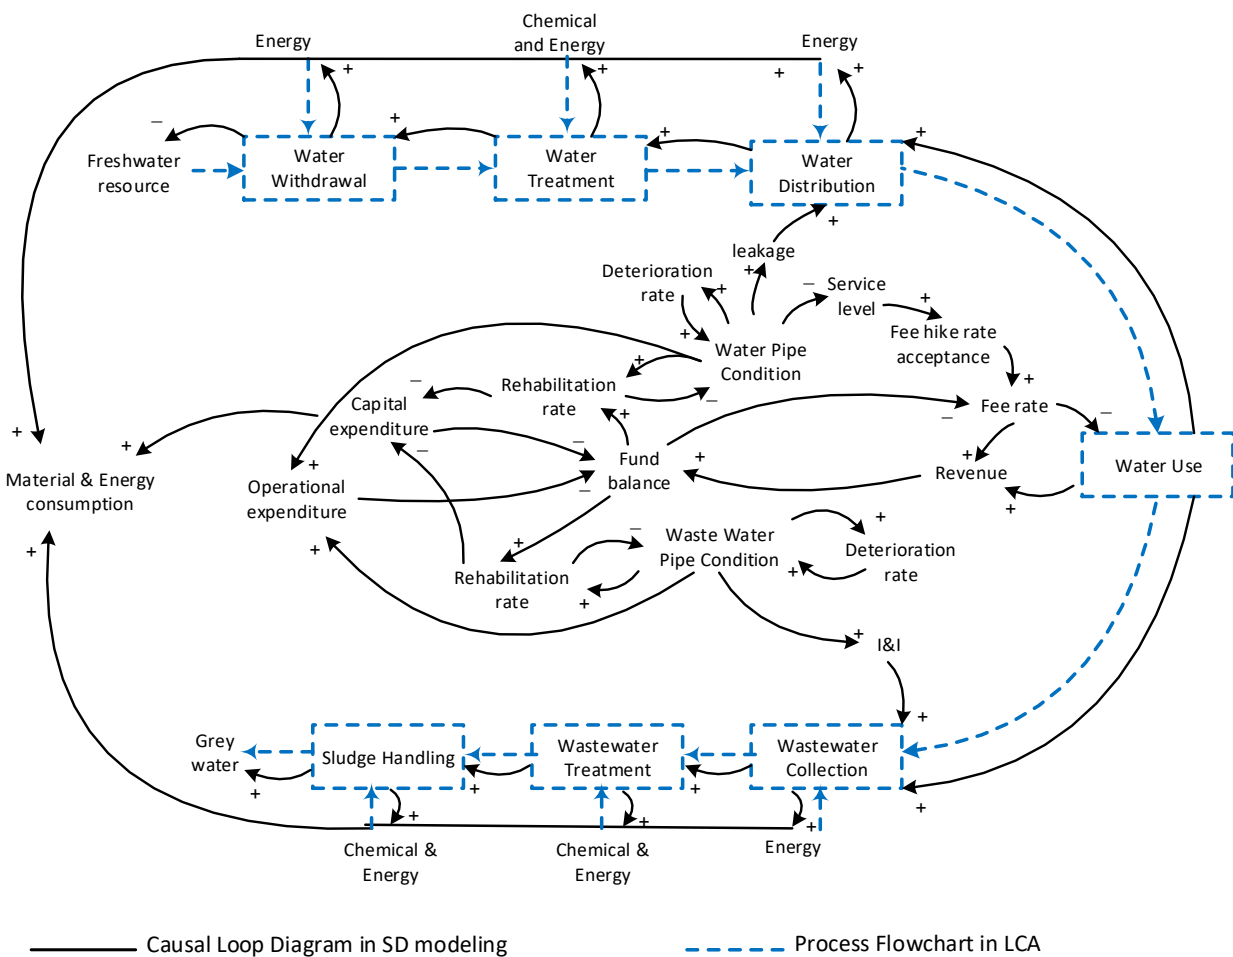 Energy
Chemical
and Energy
Energy
+
+
+
+
−
+
+
+
Freshwater
resource
Water
Withdrawal
Water
Treatment
Water
Distribution
+
leakage
Deterioration
rate
+
+
−
Service
level
+
+
Fee hike rate
acceptance
Water Pipe
Condition
+
+
−
Rehabilitation
rate
−
Capital
expenditure
+
−
Fee rate
−
−
+
+
−
−
Fund
balance
+
+
Revenue
Water Use
+
+
Material & Energy
consumption
+
Operational
expenditure
−
+
+
+
+
−
Waste Water
Pipe Condition
+
Deterioration
rate
+
Rehabilitation
rate
+
+
I&I
+
Grey
water
Sludge Handling
Wastewater
Treatment
Wastewater
Collection
+
+
+
+
+
+
+
Chemical &
Energy
Chemical &
Energy
Energy
Causal Loop Diagram in SD modeling
Process Flowchart in LCA